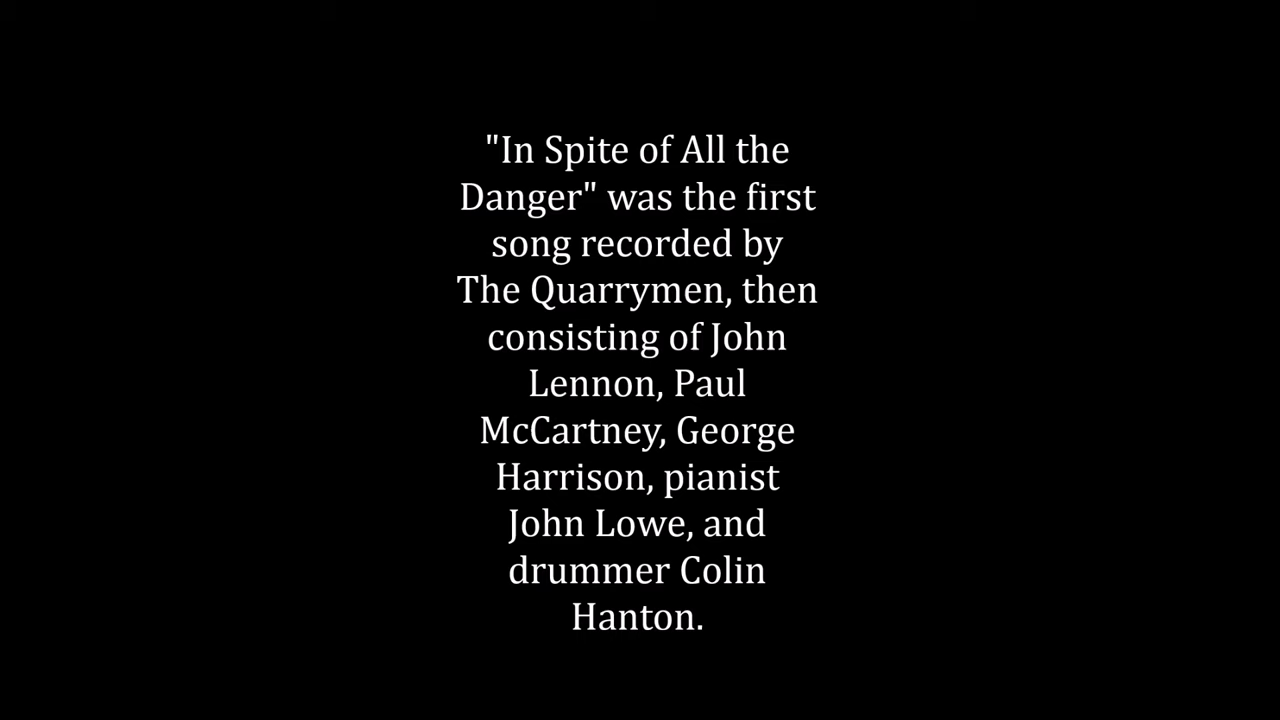 "In Spite of All the
Danger" was the first
song recorded by
The Quarrymen, then
consisting of John
Lennon, Paul
McCartney, George
Harrison, pianist
John Lowe, and
drummer Colin
Hanton.